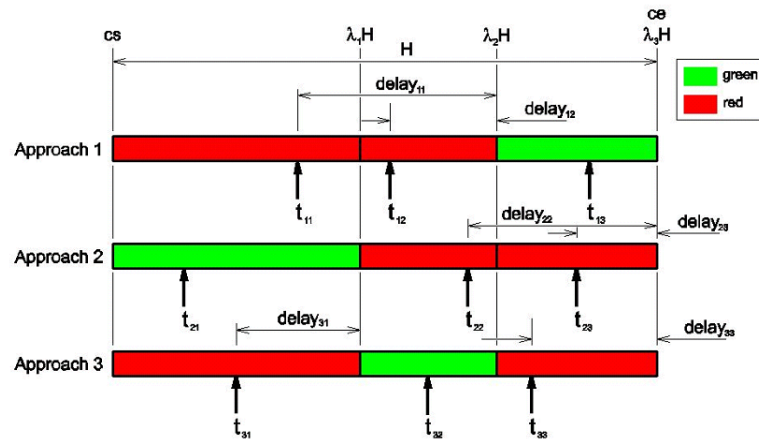 ce
cs λ₁H λ₂H λ₃H
H
green
red
delay₁₁
delay₁₂
Approach 1
t₁₁ t₁₂ t₁₃
delay₂₂
delay₂₃
Approach 2
t₂₁ t₂₂ t₂₃
delay₃₁ delay₃₃
Approach 3
t₃₁ t₃₂ t₃₃